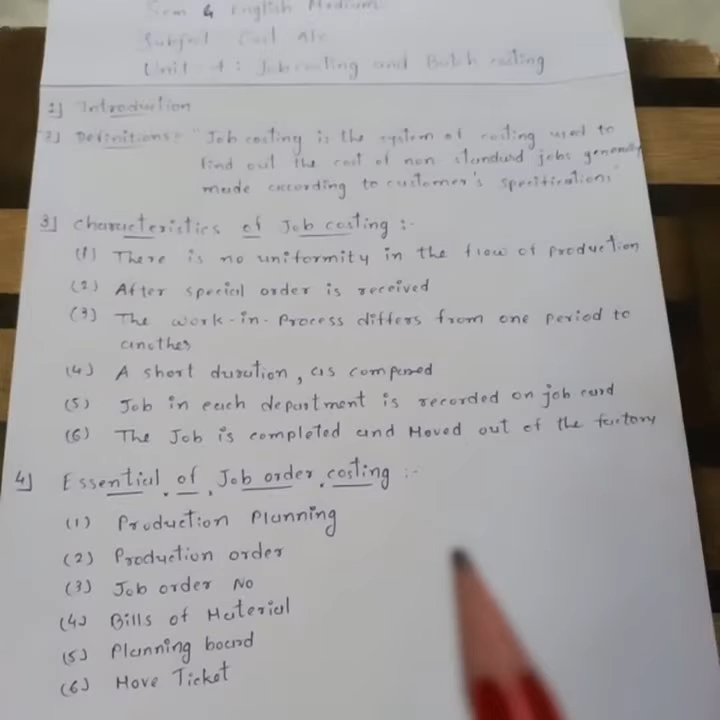 Sem 4 English Medium
Subject Cost A/c
Unit 4: Job costing and Batch costing
1] Introduction
2] Definitions:- "Job costing is the system of costing used to
find out the cost of non standard jobs generally
made according to customer's specifications"
3] Characteristics of Job costing :-
(1) There is no uniformity in the flow of production
(2) After special order is received
(3) The work-in-Process differs from one period to
another
(4) A short duration, as compared
(5) Job in each department is recorded on job card
(6) The Job is completed and Moved out of the factory
4] Essential of Job order costing :-
(1) Production Planning
(2) Production order
(3) Job order No
(4) Bills of Material
(5) Planning board
(6) Move Ticket